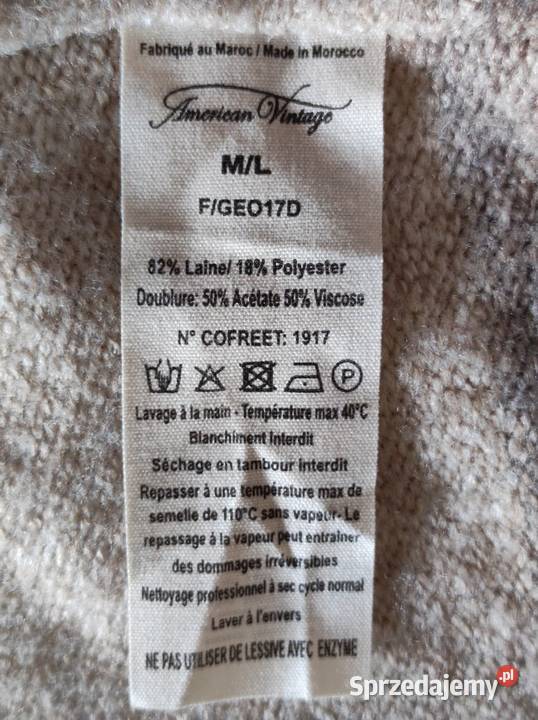 Fabriqué au Maroc / Made in Morocco
American Vintage
M/L
F/GEO17D
82% Laine/ 18% Polyester
Doublure: 50% Acétate 50% Viscose
N° COFREET: 1917
P
Lavage à la main - Température max 40°C
Blanchiment Interdit
Séchage en tambour interdit
Repasser à une température max de
semelle de 110°C sans vapeur- Le
repassage à la vapeur peut entraîner
des dommages irréversibles
Nettoyage professionnel à sec cycle normal
Laver à l'envers
NE PAS UTILISER DE LESSIVE AVEC ENZYME
Sprzedajemy.pl